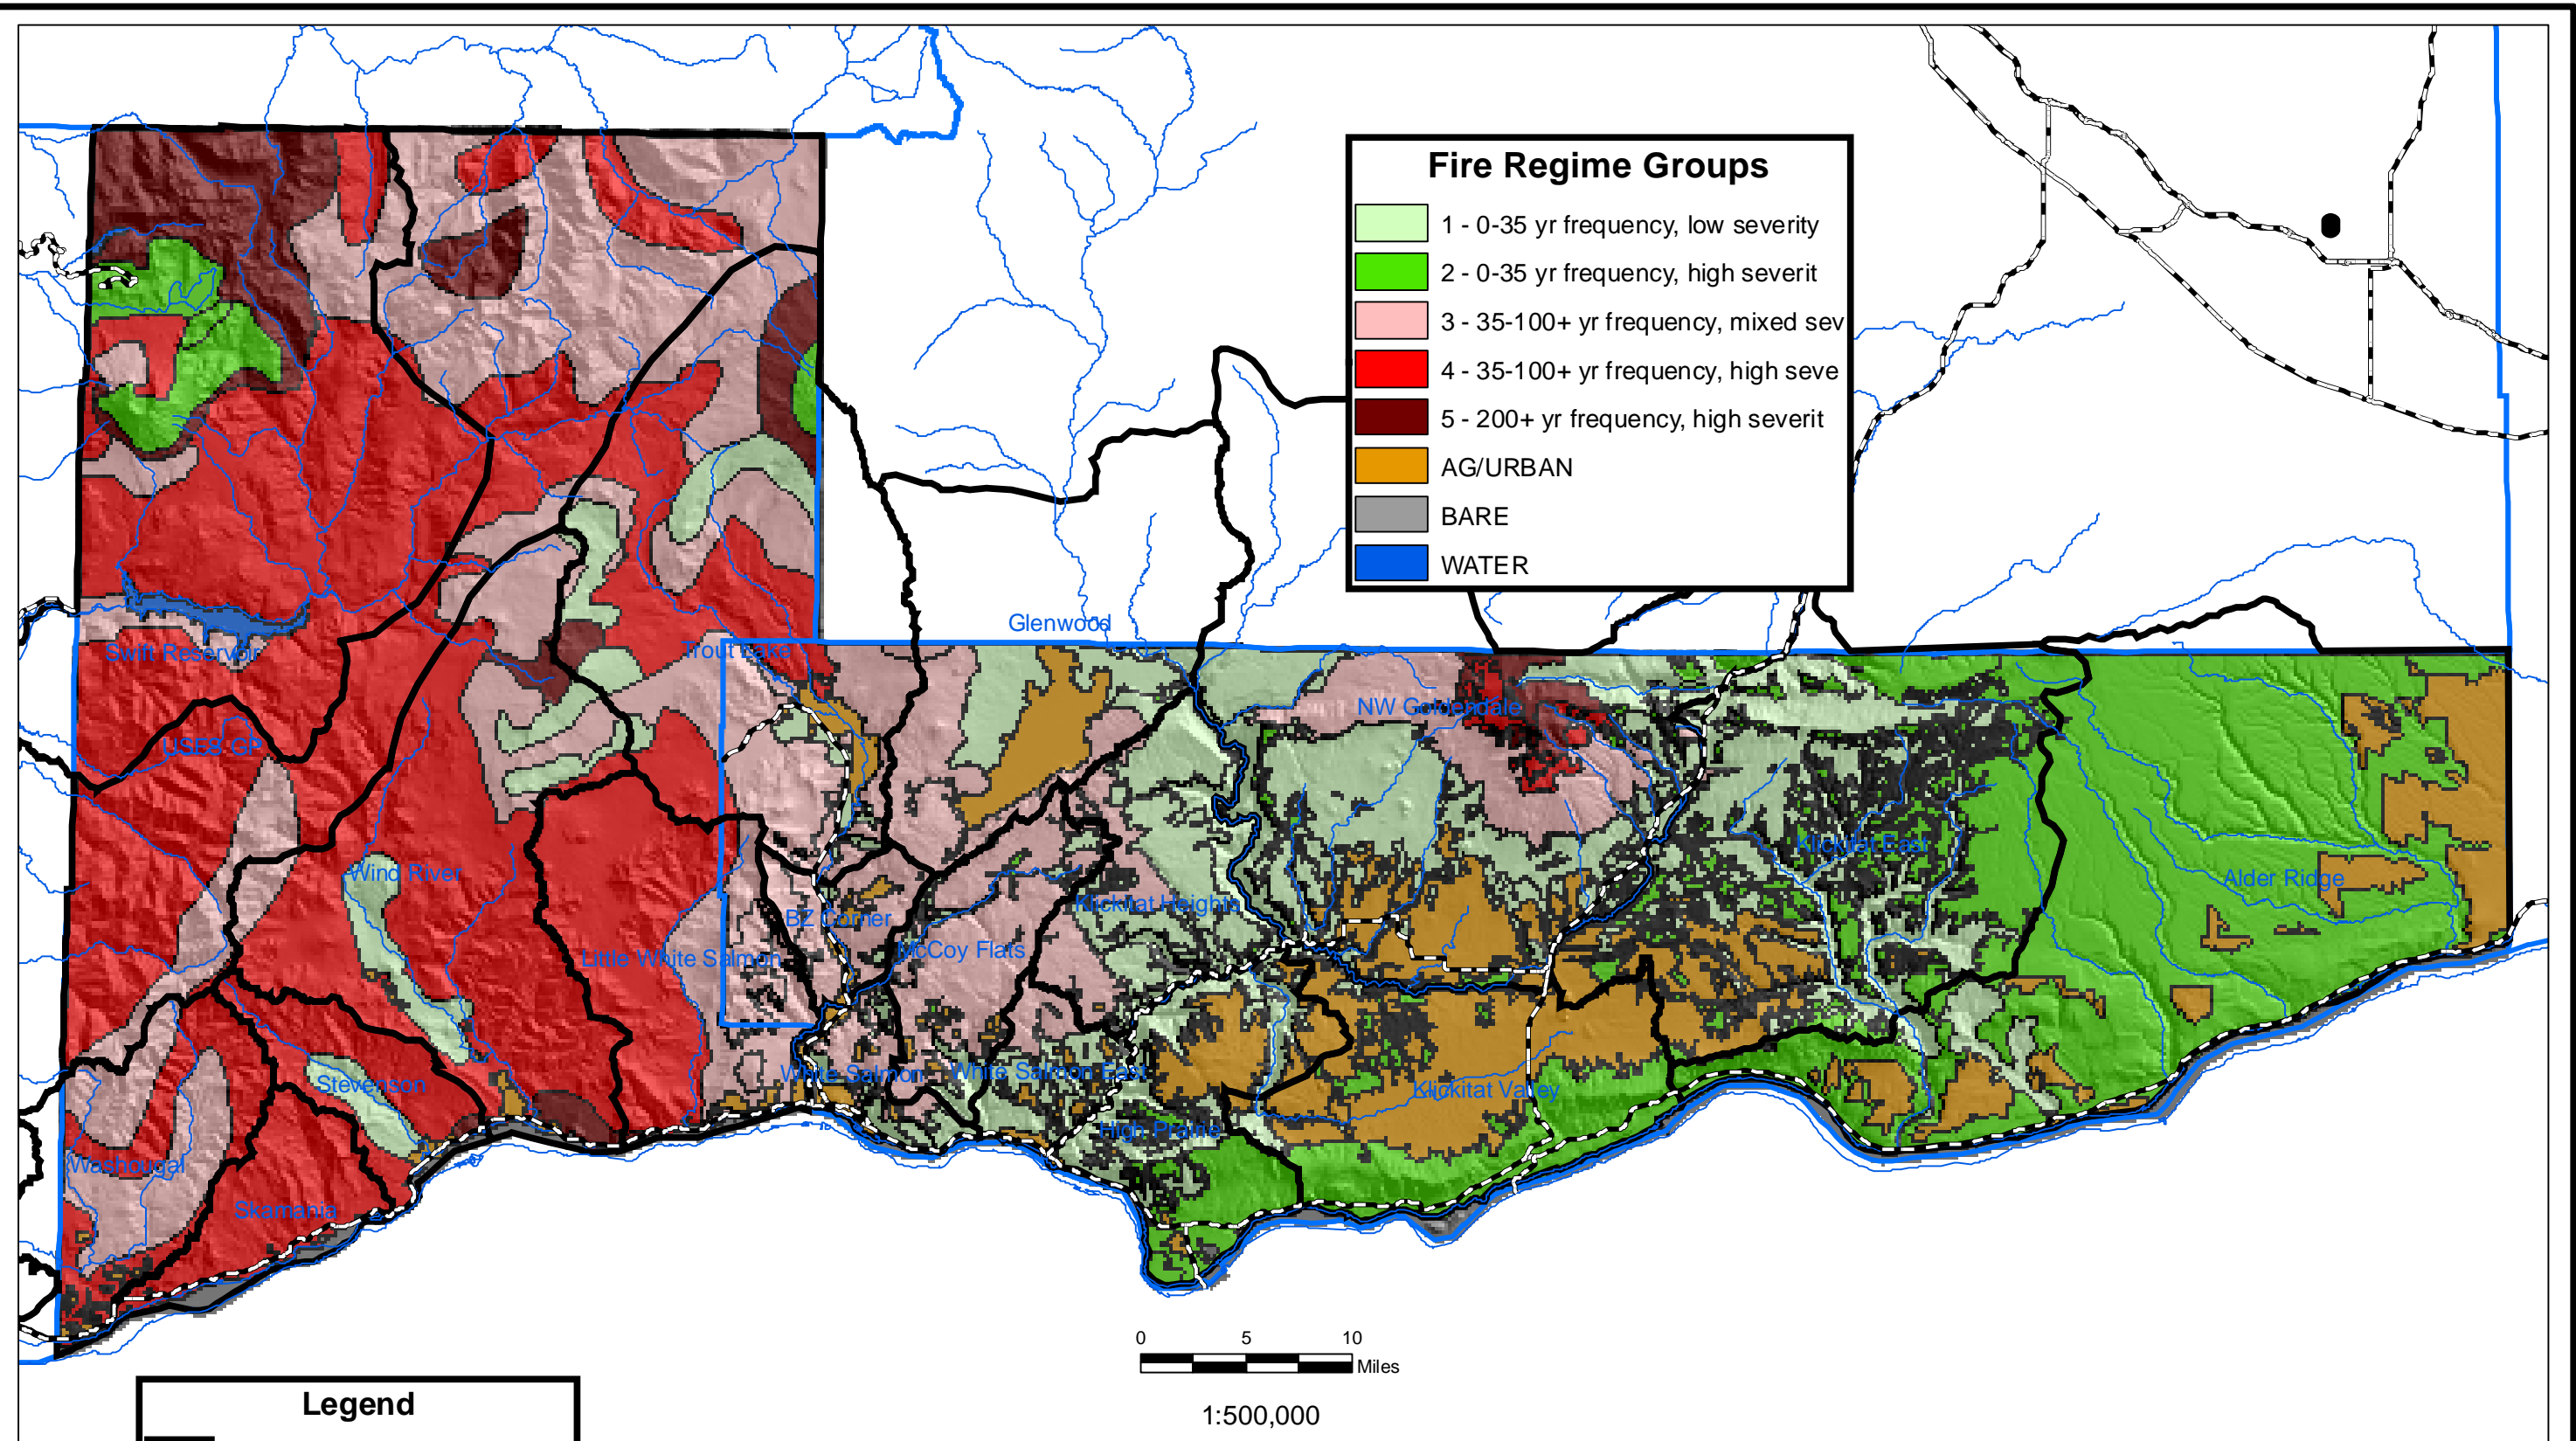 Fire Regime Groups
1 - 0-35 yr frequency, low severity
2 - 0-35 yr frequency, high severit
3 - 35-100+ yr frequency, mixed sev
4 - 35-100+ yr frequency, high seve
5 - 200+ yr frequency, high severit
AG/URBAN
BARE
WATER
Glenwood
Trout Lake
Swift Reservoir
NW Goldendale
USFS GP
Klickitat East
Wind River
Alder Ridge
Klickitat Heights
BZ Corner
McCoy Flats
Little White Salmon
White Salmon
White Salmon East
Stevenson
Klickitat Valley
High Prairie
Washougal
Skamania
0 5 10
Miles
1:500,000
Legend